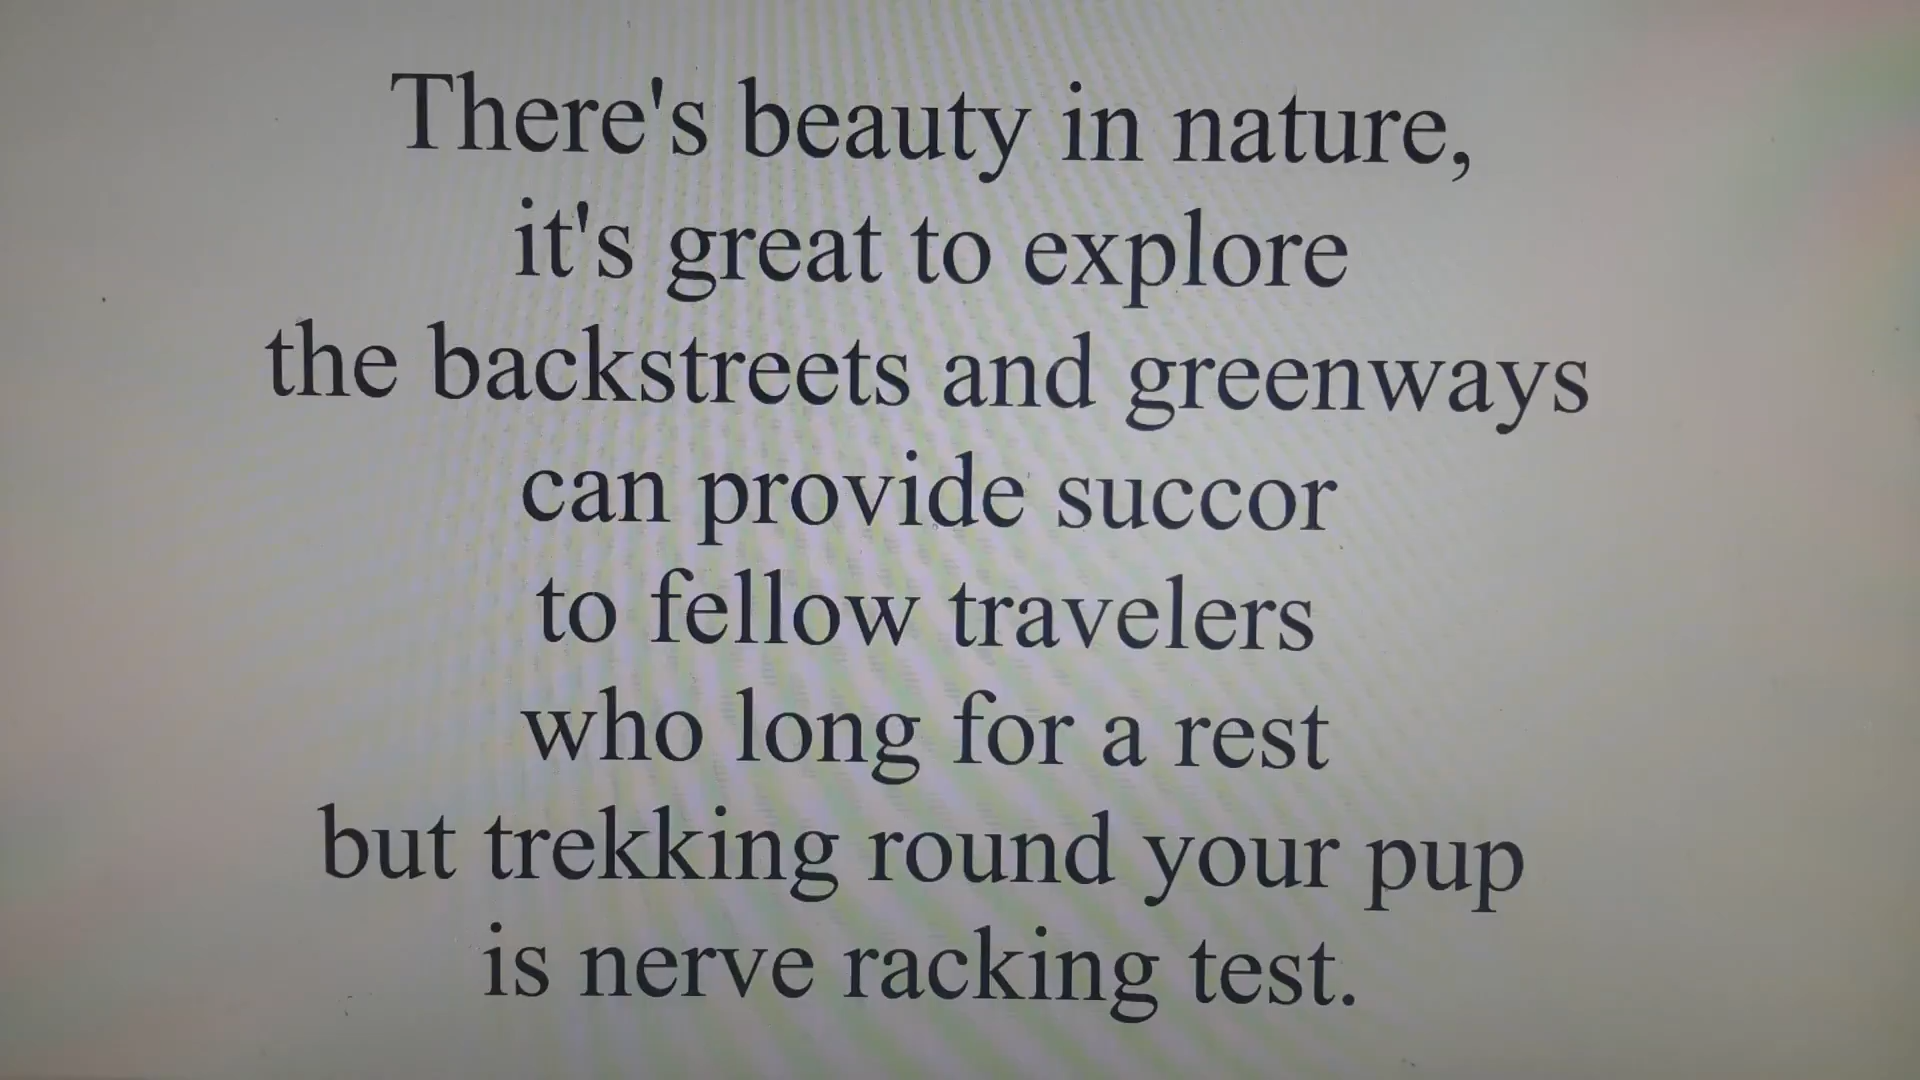 There's beauty in nature,
it's great to explore
the backstreets and greenways
can provide succor
to fellow travelers
who long for a rest
but trekking round your pup
is nerve racking test.